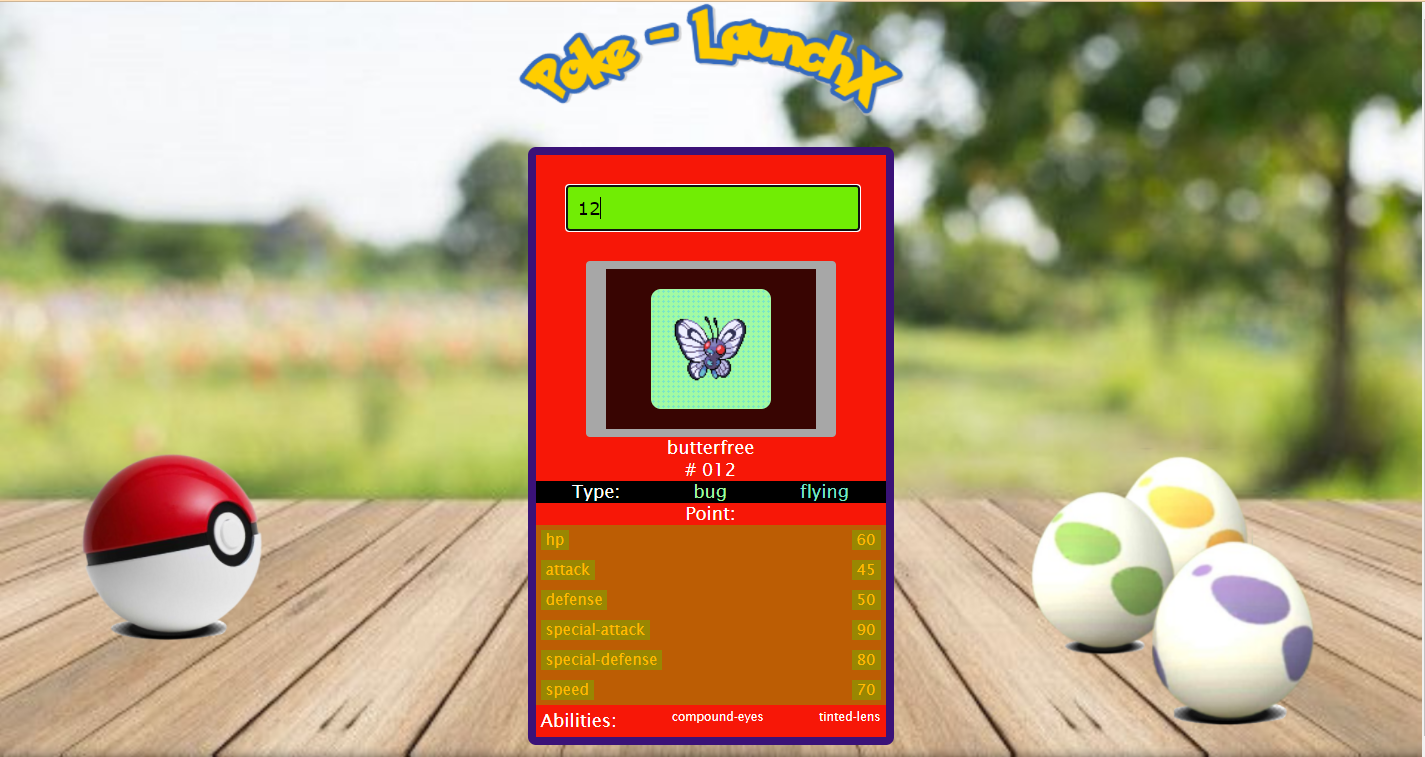 Poke - LaunchX
12
butterfree
# 012
Type: bug flying
Point:
hp 60
attack 45
defense 50
special-attack 90
special-defense 80
speed 70
Abilities: compound-eyes tinted-lens